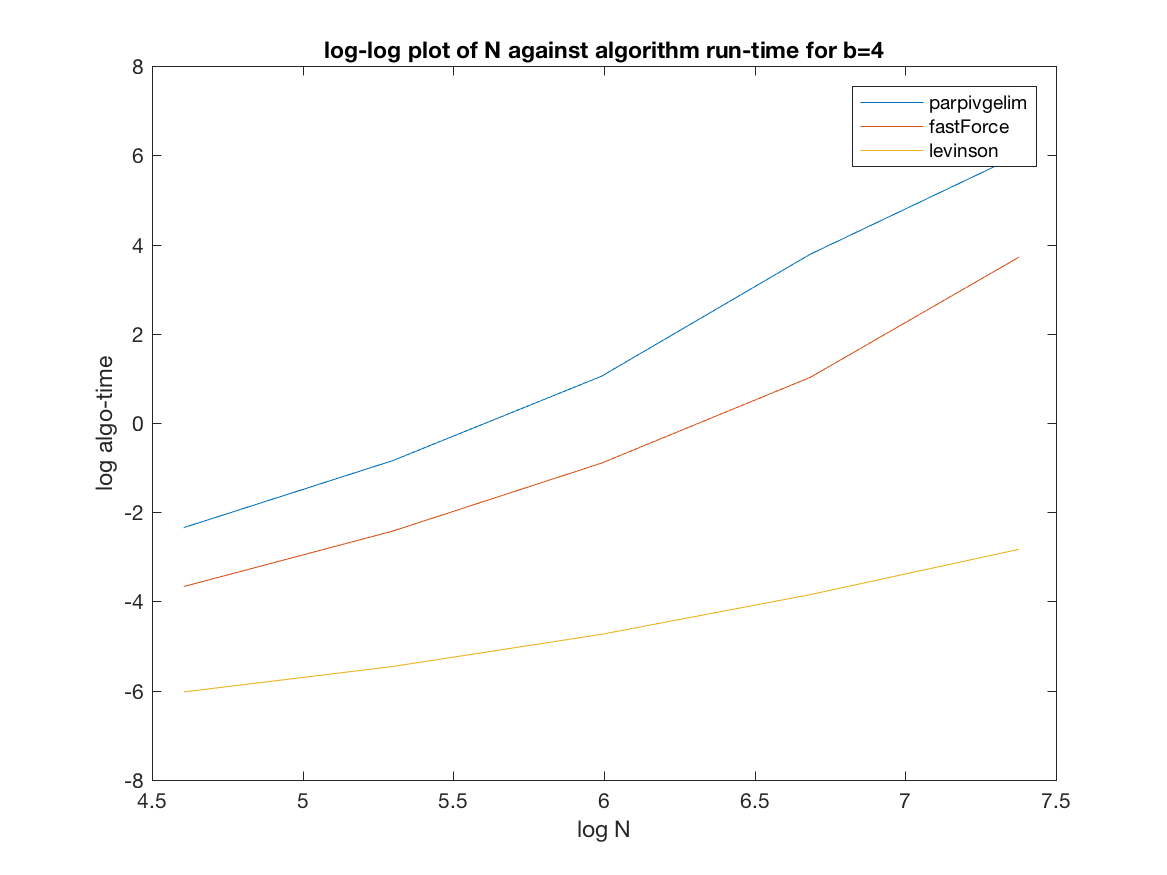 log-log plot of N against algorithm run-time for b=4
8
6
4
2
0
-2
-4
-6
-8
log algo-time
parpivgelim
fastForce
levinson
4.5 5 5.5 6 6.5 7 7.5
log N